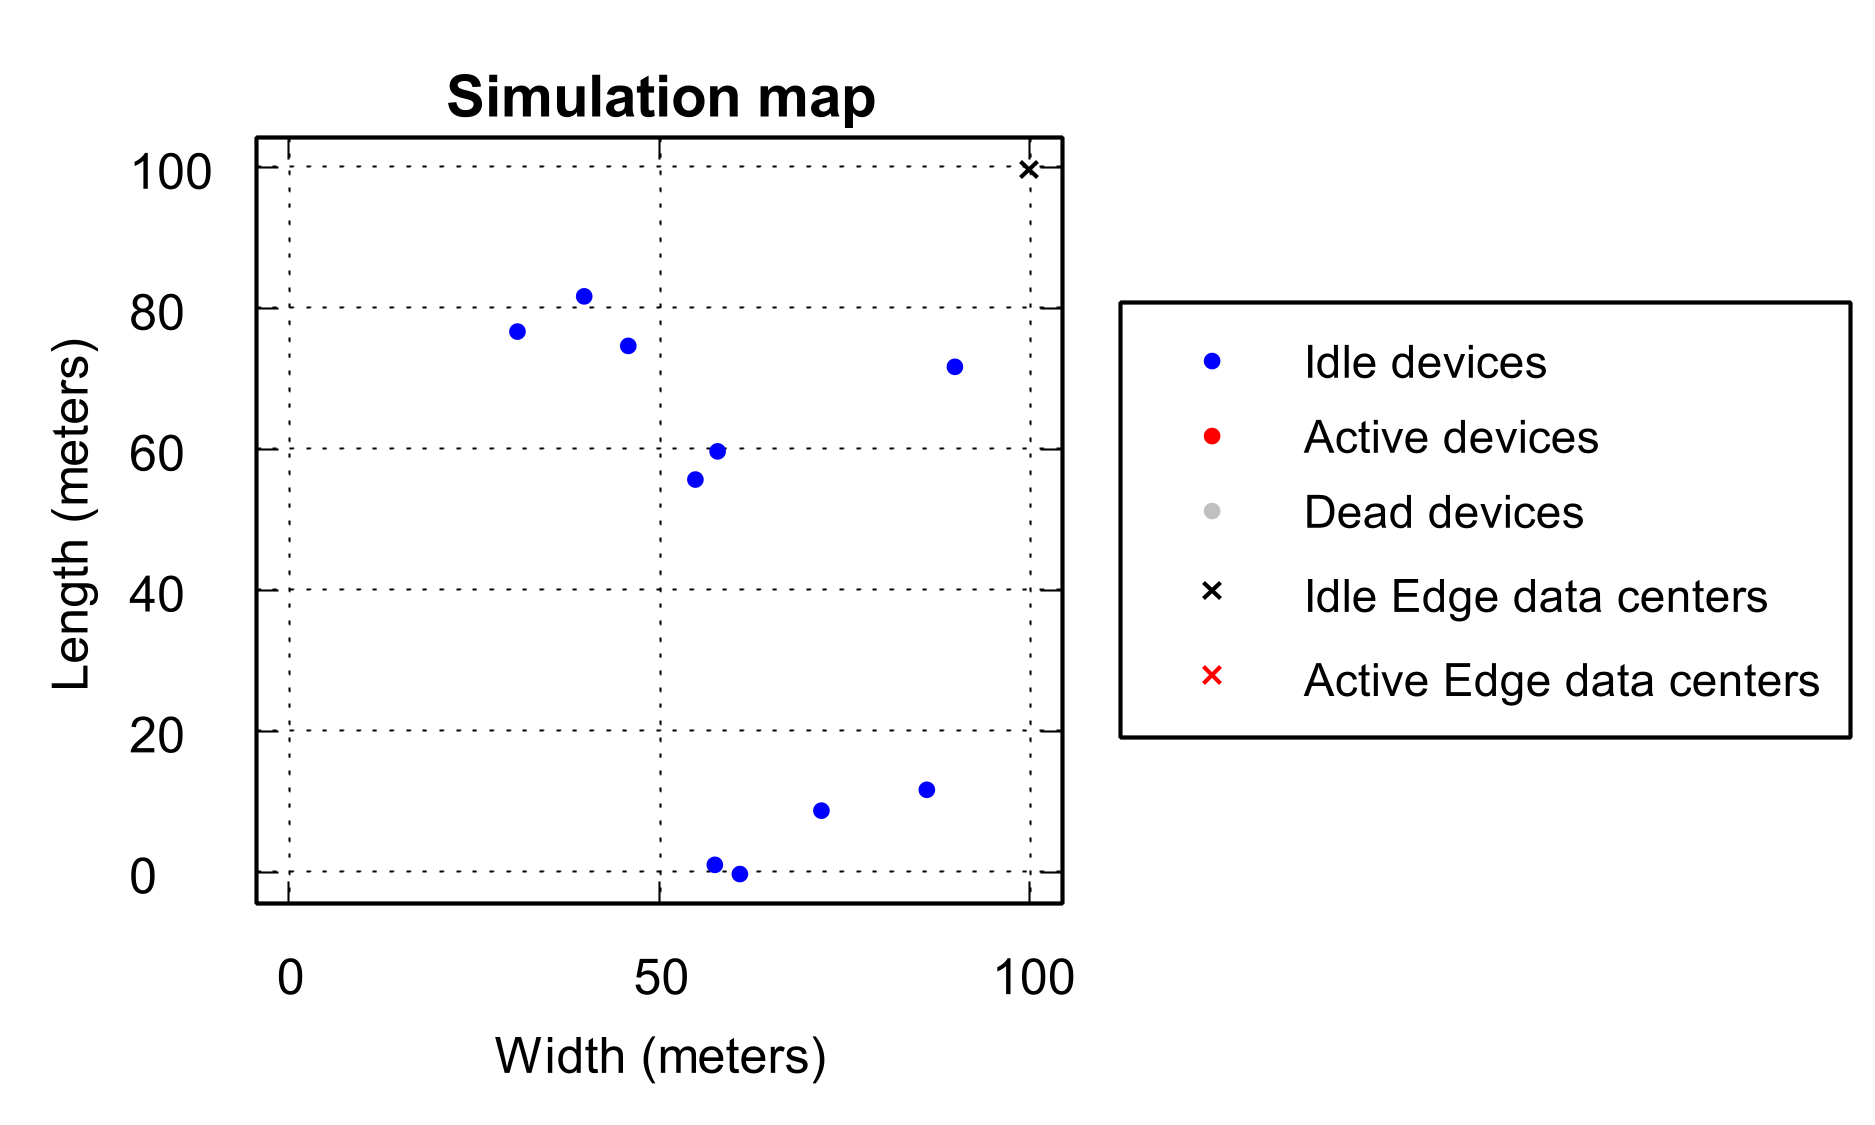 Simulation map
100
80
60
40
20
0
Length (meters)
0 50 100
Width (meters)
Idle devices
Active devices
Dead devices
Idle Edge data centers
Active Edge data centers